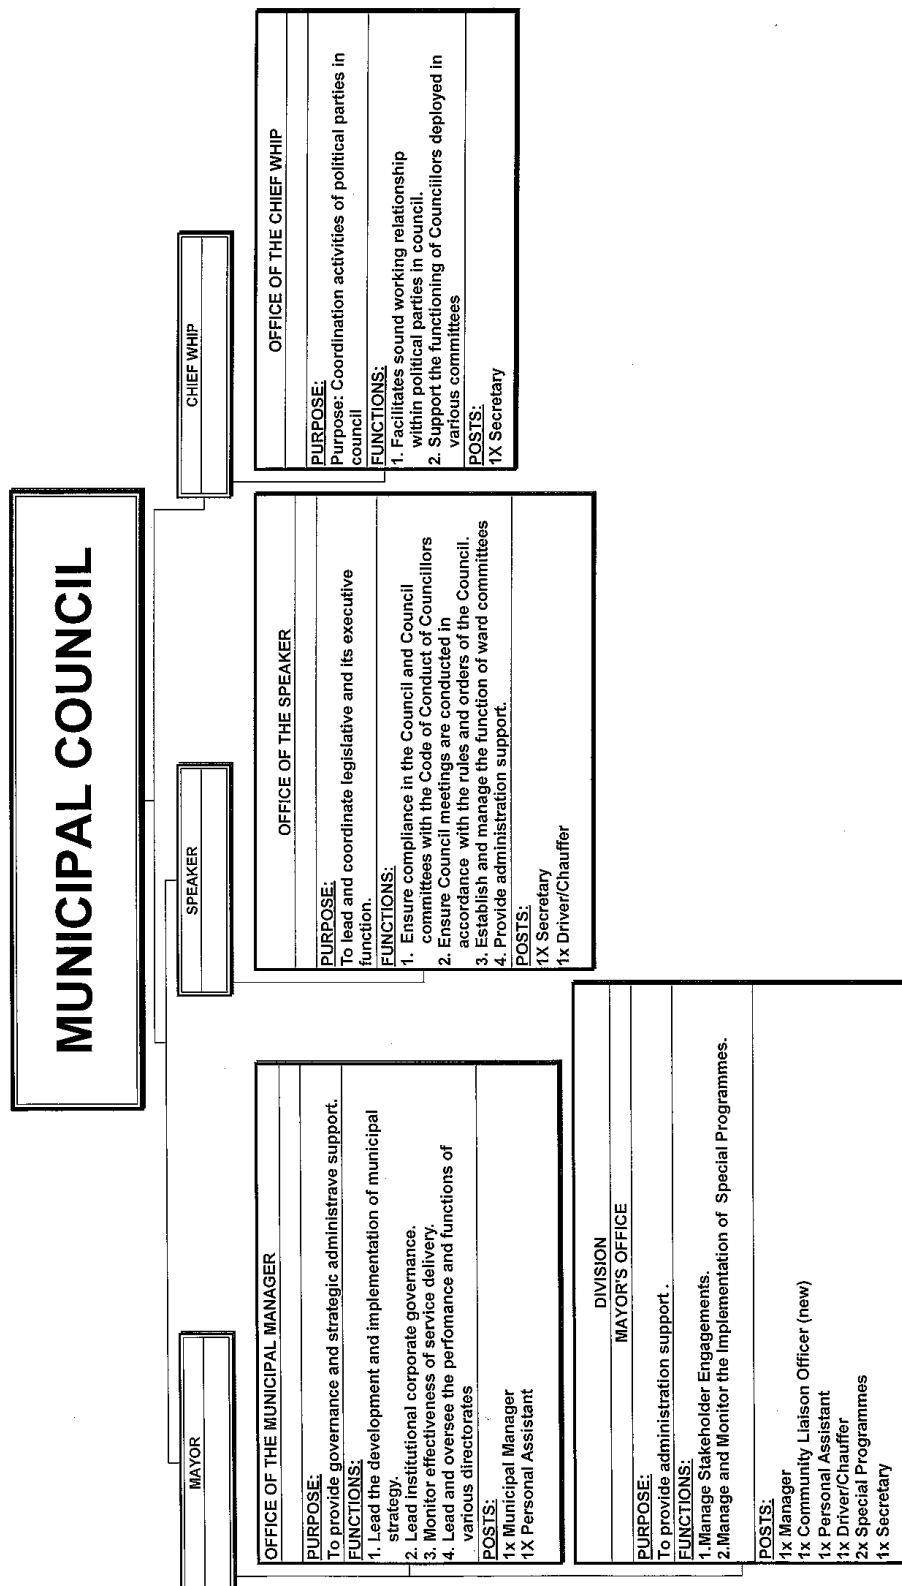 MUNICIPAL COUNCIL
MAYOR
SPEAKER
CHIEF WHIP
OFFICE OF THE MUNICIPAL MANAGER
PURPOSE:
To provide governance and strategic administrave support.
FUNCTIONS:
1. Lead the development and implementation of municipal
strategy.
2. Lead institutional corporate governance.
3. Monitor effectiveness of service delivery.
4. Lead and oversee the perfomance and functions of
various directorates
POSTS:
1x Municipal Manager
1X Personal Assistant
DIVISION
MAYOR'S OFFICE
PURPOSE:
To provide administration support .
FUNCTIONS:
1.Manage Stakeholder Engagements.
2.Manage and Monitor the Implementation of Special Programmes.
POSTS:
1x Manager
1x Community Liaison Officer (new)
1x Personal Assistant
1x Driver/Chauffer
2x Special Programmes
1x Secretary
OFFICE OF THE SPEAKER
PURPOSE:
To lead and coordinate legislative and its executive
function.
FUNCTIONS:
1. Ensure compliance in the Council and Council
committees with the Code of Conduct of Councillors
2. Ensure Council meetings are conducted in
accordance with the rules and orders of the Council.
3. Establish and manage the function of ward committees
4. Provide administration support.
POSTS:
1X Secretary
1x Driver/Chauffer
OFFICE OF THE CHIEF WHIP
PURPOSE:
Purpose: Coordination activities of political parties in
council
FUNCTIONS:
1. Facilitates sound working relationship
within political parties in council.
2. Support the functioning of Councillors deployed in
various committees
POSTS:
1X Secretary